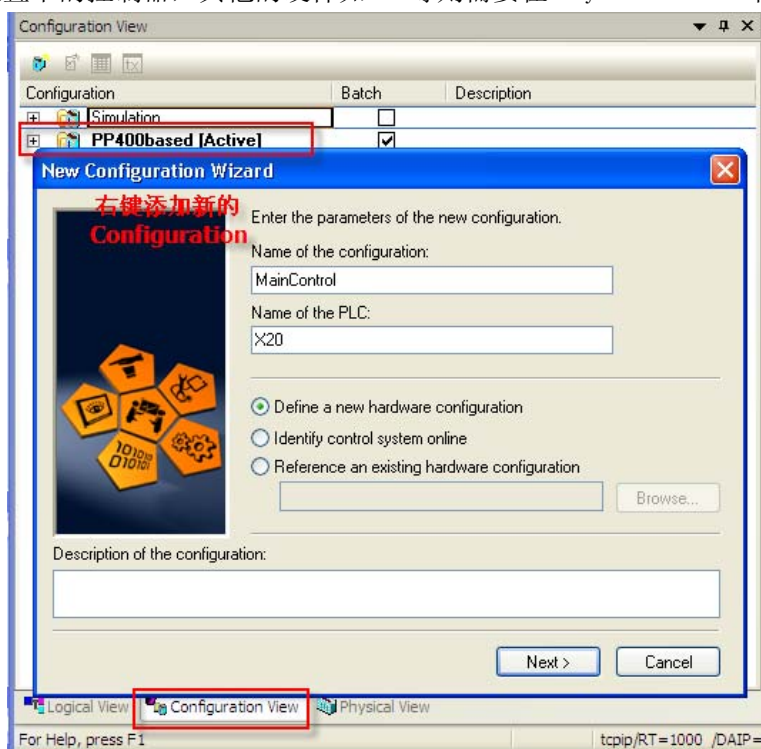 Configuration View
Configuration Batch Description
Simulation
PP400based [Active]
New Configuration Wizard
右键添加新的
Configuration
Enter the parameters of the new configuration.
Name of the configuration:
MainControl
Name of the PLC:
X20
Define a new hardware configuration
Identify control system online
Reference an existing hardware configuration
Browse...
Description of the configuration:
Next >
Cancel
Logical View Configuration View Physical View
For Help, press F1
tcpip/RT=1000 /DAIP=